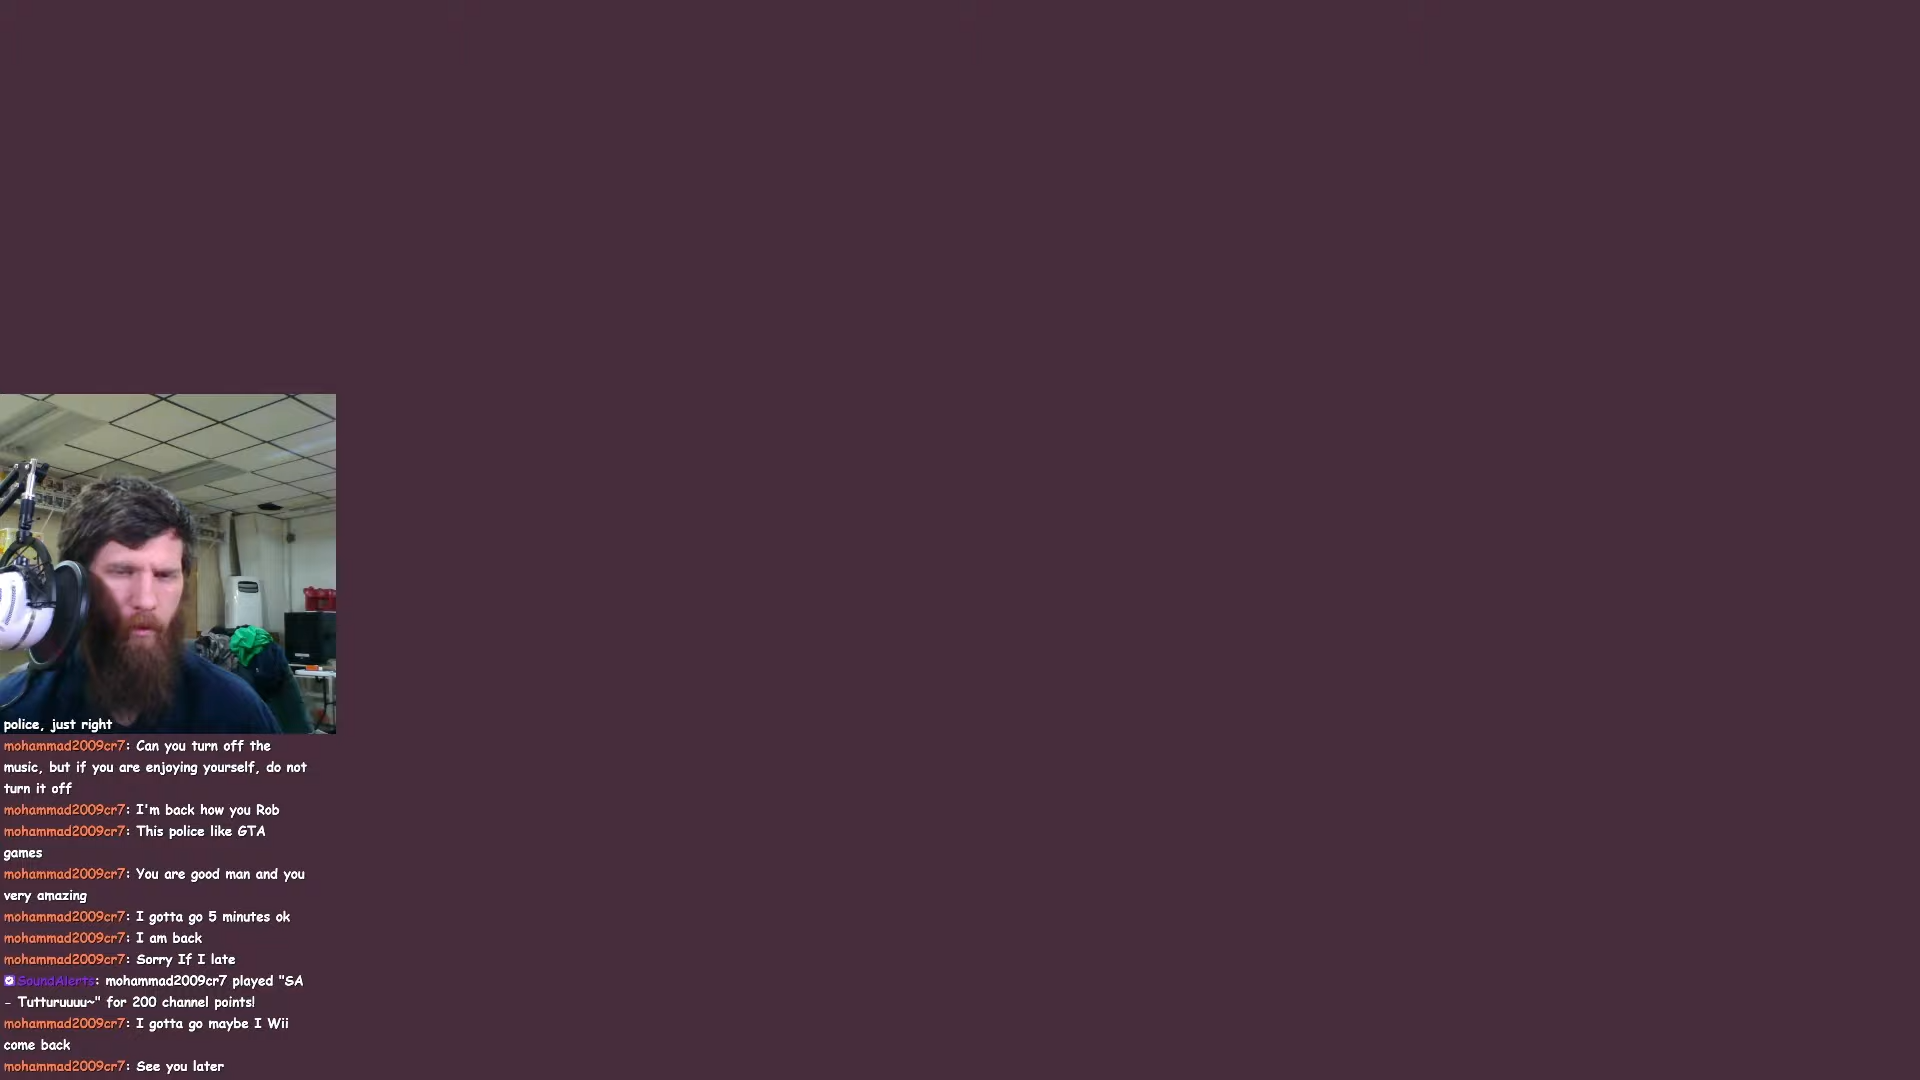 police, just right
mohammad2009cr7: Can you turn off the
music, but if you are enjoying yourself, do not
turn it off
mohammad2009cr7: I'm back how you Rob
mohammad2009cr7: This police like GTA
games
mohammad2009cr7: You are good man and you
very amazing
mohammad2009cr7: I gotta go 5 minutes ok
mohammad2009cr7: I am back
mohammad2009cr7: Sorry If I late
SoundAlerts: mohammad2009cr7 played "SA
- Tutturuuuu~" for 200 channel points!
mohammad2009cr7: I gotta go maybe I Wii
come back
mohammad2009cr7: See you later